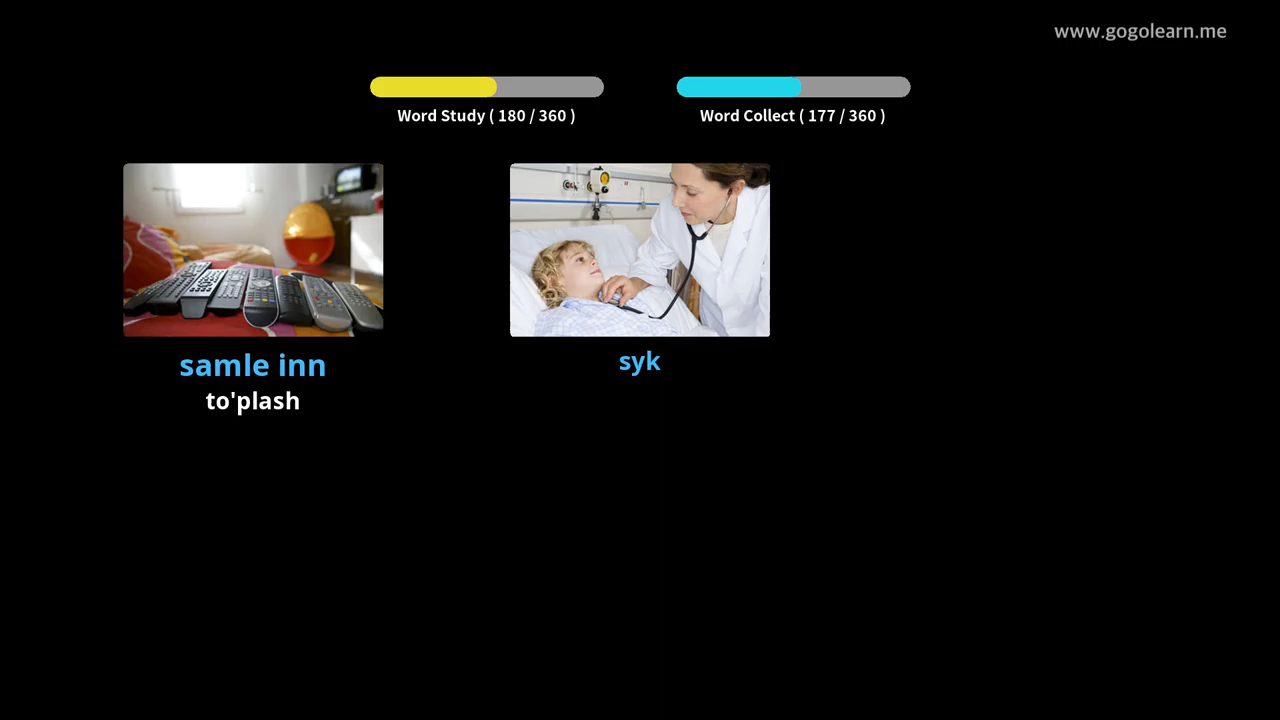 www.gogolearn.me
Word Study ( 180 / 360 )
Word Collect ( 177 / 360 )
samle inn
to'plash
syk